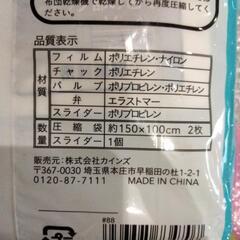 布団乾燥機で乾燥してから再度圧縮してく
ださい。
品質表示
材質
フィルム ポリエチレン・ナイロン
チャック ポリエチレン
バルブ ポリプロピレン・ポリエチレン
弁 エラストマー
スライダー ポリプロピレン
数量
圧縮袋 約150×100cm 2枚
スライダー 1個
販売元:株式会社カインズ
〒367-0030 埼玉県本庄市早稲田の杜1-2-1
0120-87-7111 MADE IN CHINA
#88
プラ